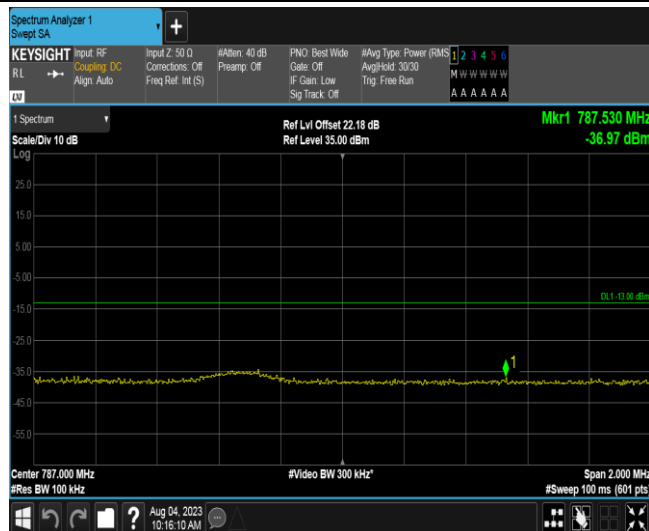 Spectrum Analyzer 1
Swept SA
KEYSIGHT
RL
LXI
Input: RF
Coupling: DC
Align: Auto
Input Z: 50 Ω
Corrections: Off
Freq Ref: Int (S)
#Atten: 40 dB
Preamp: Off
PNO: Best Wide
Gate: Off
IF Gain: Low
Sig Track: Off
#Avg Type: Power (RMS
Avg|Hold: 30/30
Trig: Free Run
1 2 3 4 5 6
M W W W W W
A A A A A A
1 Spectrum
Scale/Div 10 dB
Ref Lvl Offset 22.18 dB
Ref Level 35.00 dBm
Mkr1 787.530 MHz
-36.97 dBm
Log
25.0
15.0
5.00
-5.00
DL1 -13.00 dBm
-15.0
-25.0
1
-35.0
-45.0
-55.0
Center 787.000 MHz
#Res BW 100 kHz
#Video BW 300 kHz*
Span 2.000 MHz
#Sweep 100 ms (601 pts)
?
Aug 04, 2023
10:16:10 AM